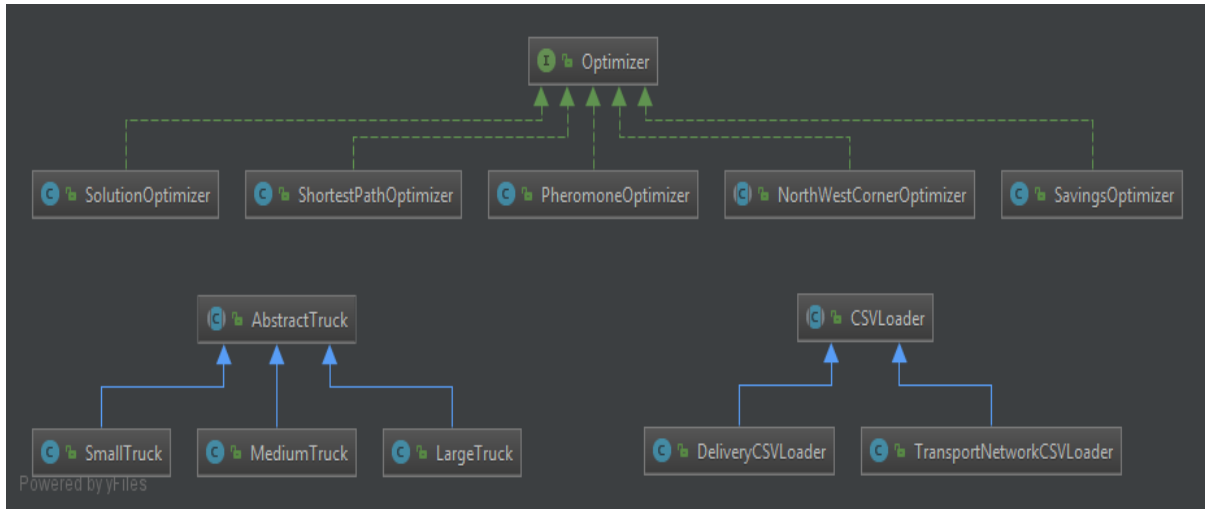 Optimizer
SolutionOptimizer ShortestPathOptimizer PheromoneOptimizer NorthWestCornerOptimizer SavingsOptimizer
AbstractTruck CSVLoader
SmallTruck MediumTruck LargeTruck DeliveryCSVLoader TransportNetworkCSVLoader
Powered by yFiles